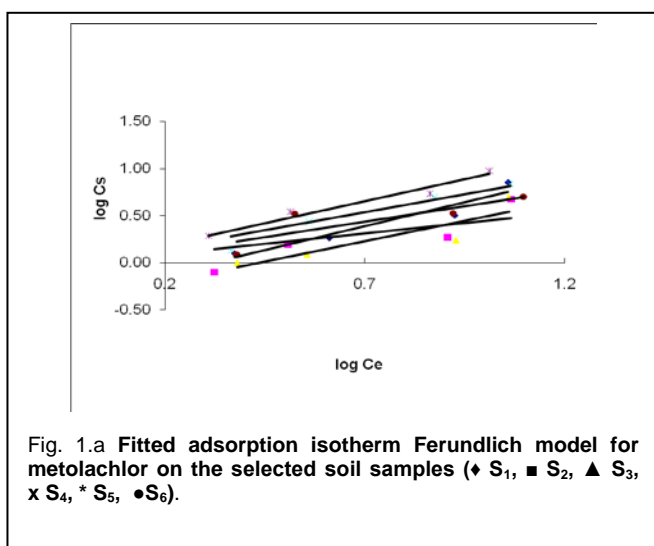 1.50
1.00
0.50
0.00
-0.50
0.2
0.7
1.2
log Cs
log Ce
Fig. 1.a Fitted adsorption isotherm Ferundlich model for
metolachlor on the selected soil samples (♦ S₁, ■ S₂, ▲ S₃,
x S₄, * S₅, ●S₆).